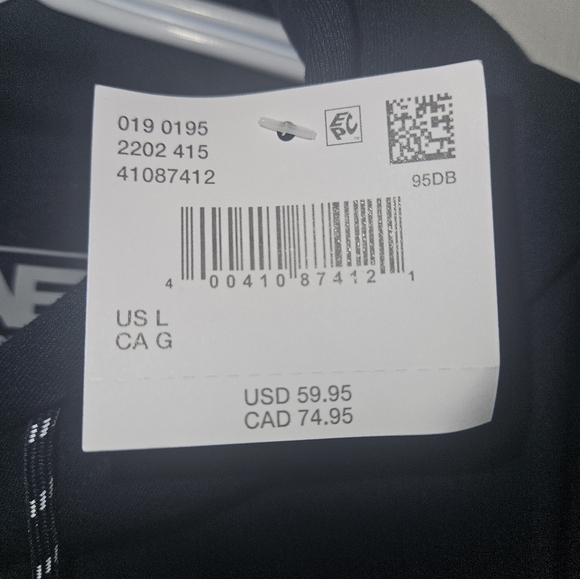 019 0195
2202 415
41087412
EPC
95DB
4 00410 87412 1
US L
CA G
USD 59.95
CAD 74.95